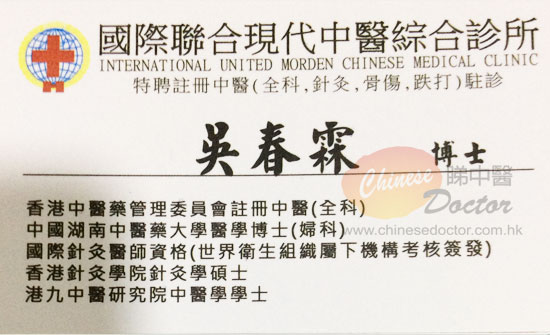 國際聯合現代中醫綜合診所
INTERNATIONAL UNITED MORDEN CHINESE MEDICAL CLINIC
特聘註冊中醫(全科,針灸,骨傷,跌打)駐診
吳春霖 博士
Chinese 睇中醫
Doctor
www.chinesedoctor.com.hk
香港中醫藥管理委員會註冊中醫(全科)
中國湖南中醫藥大學醫學博士(婦科)
國際針灸醫師資格(世界衛生組織屬下機構考核簽發)
香港針灸學院針灸學碩士
港九中醫研究院中醫學學士